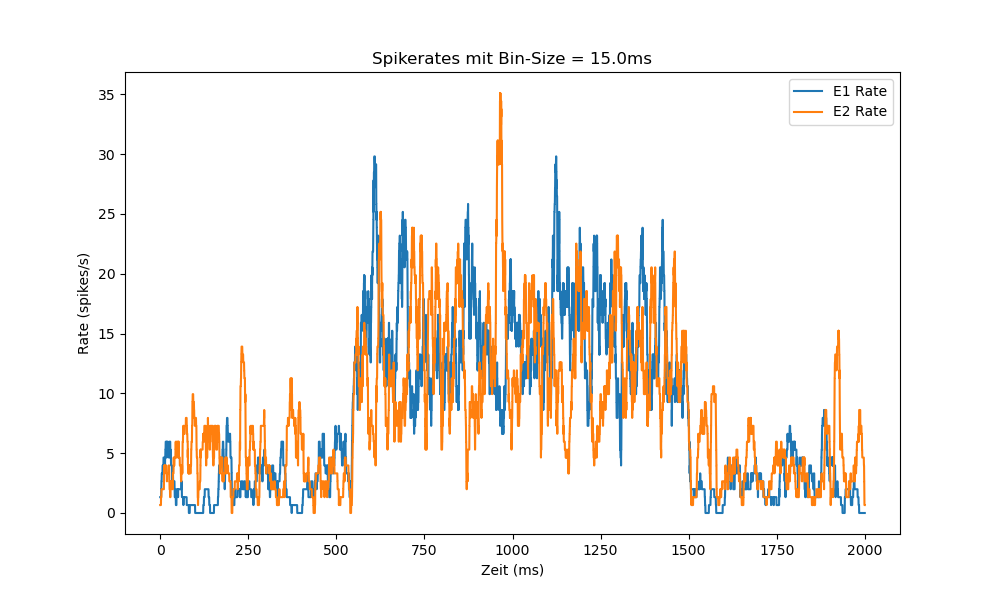 Spikerates mit Bin-Size = 15.0ms
E1 Rate
E2 Rate
35
30
25
20
15
10
5
0
Rate (spikes/s)
0 250 500 750 1000 1250 1500 1750 2000
Zeit (ms)